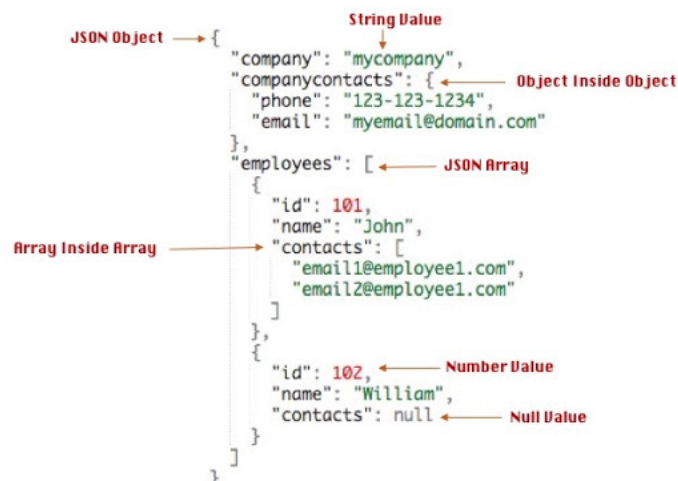 String Value
JSON Object {
"company": "mycompany",
"companycontacts": { Object Inside Object
"phone": "123-123-1234",
"email": "myemail@domain.com"
},
"employees": [ JSON Array
{
"id": 101,
"name": "John",
Array Inside Array "contacts": [
"email1@employee1.com",
"email2@employee1.com"
]
},
{
"id": 102, Number Value
"name": "William",
"contacts": null Null Value
}
]
}